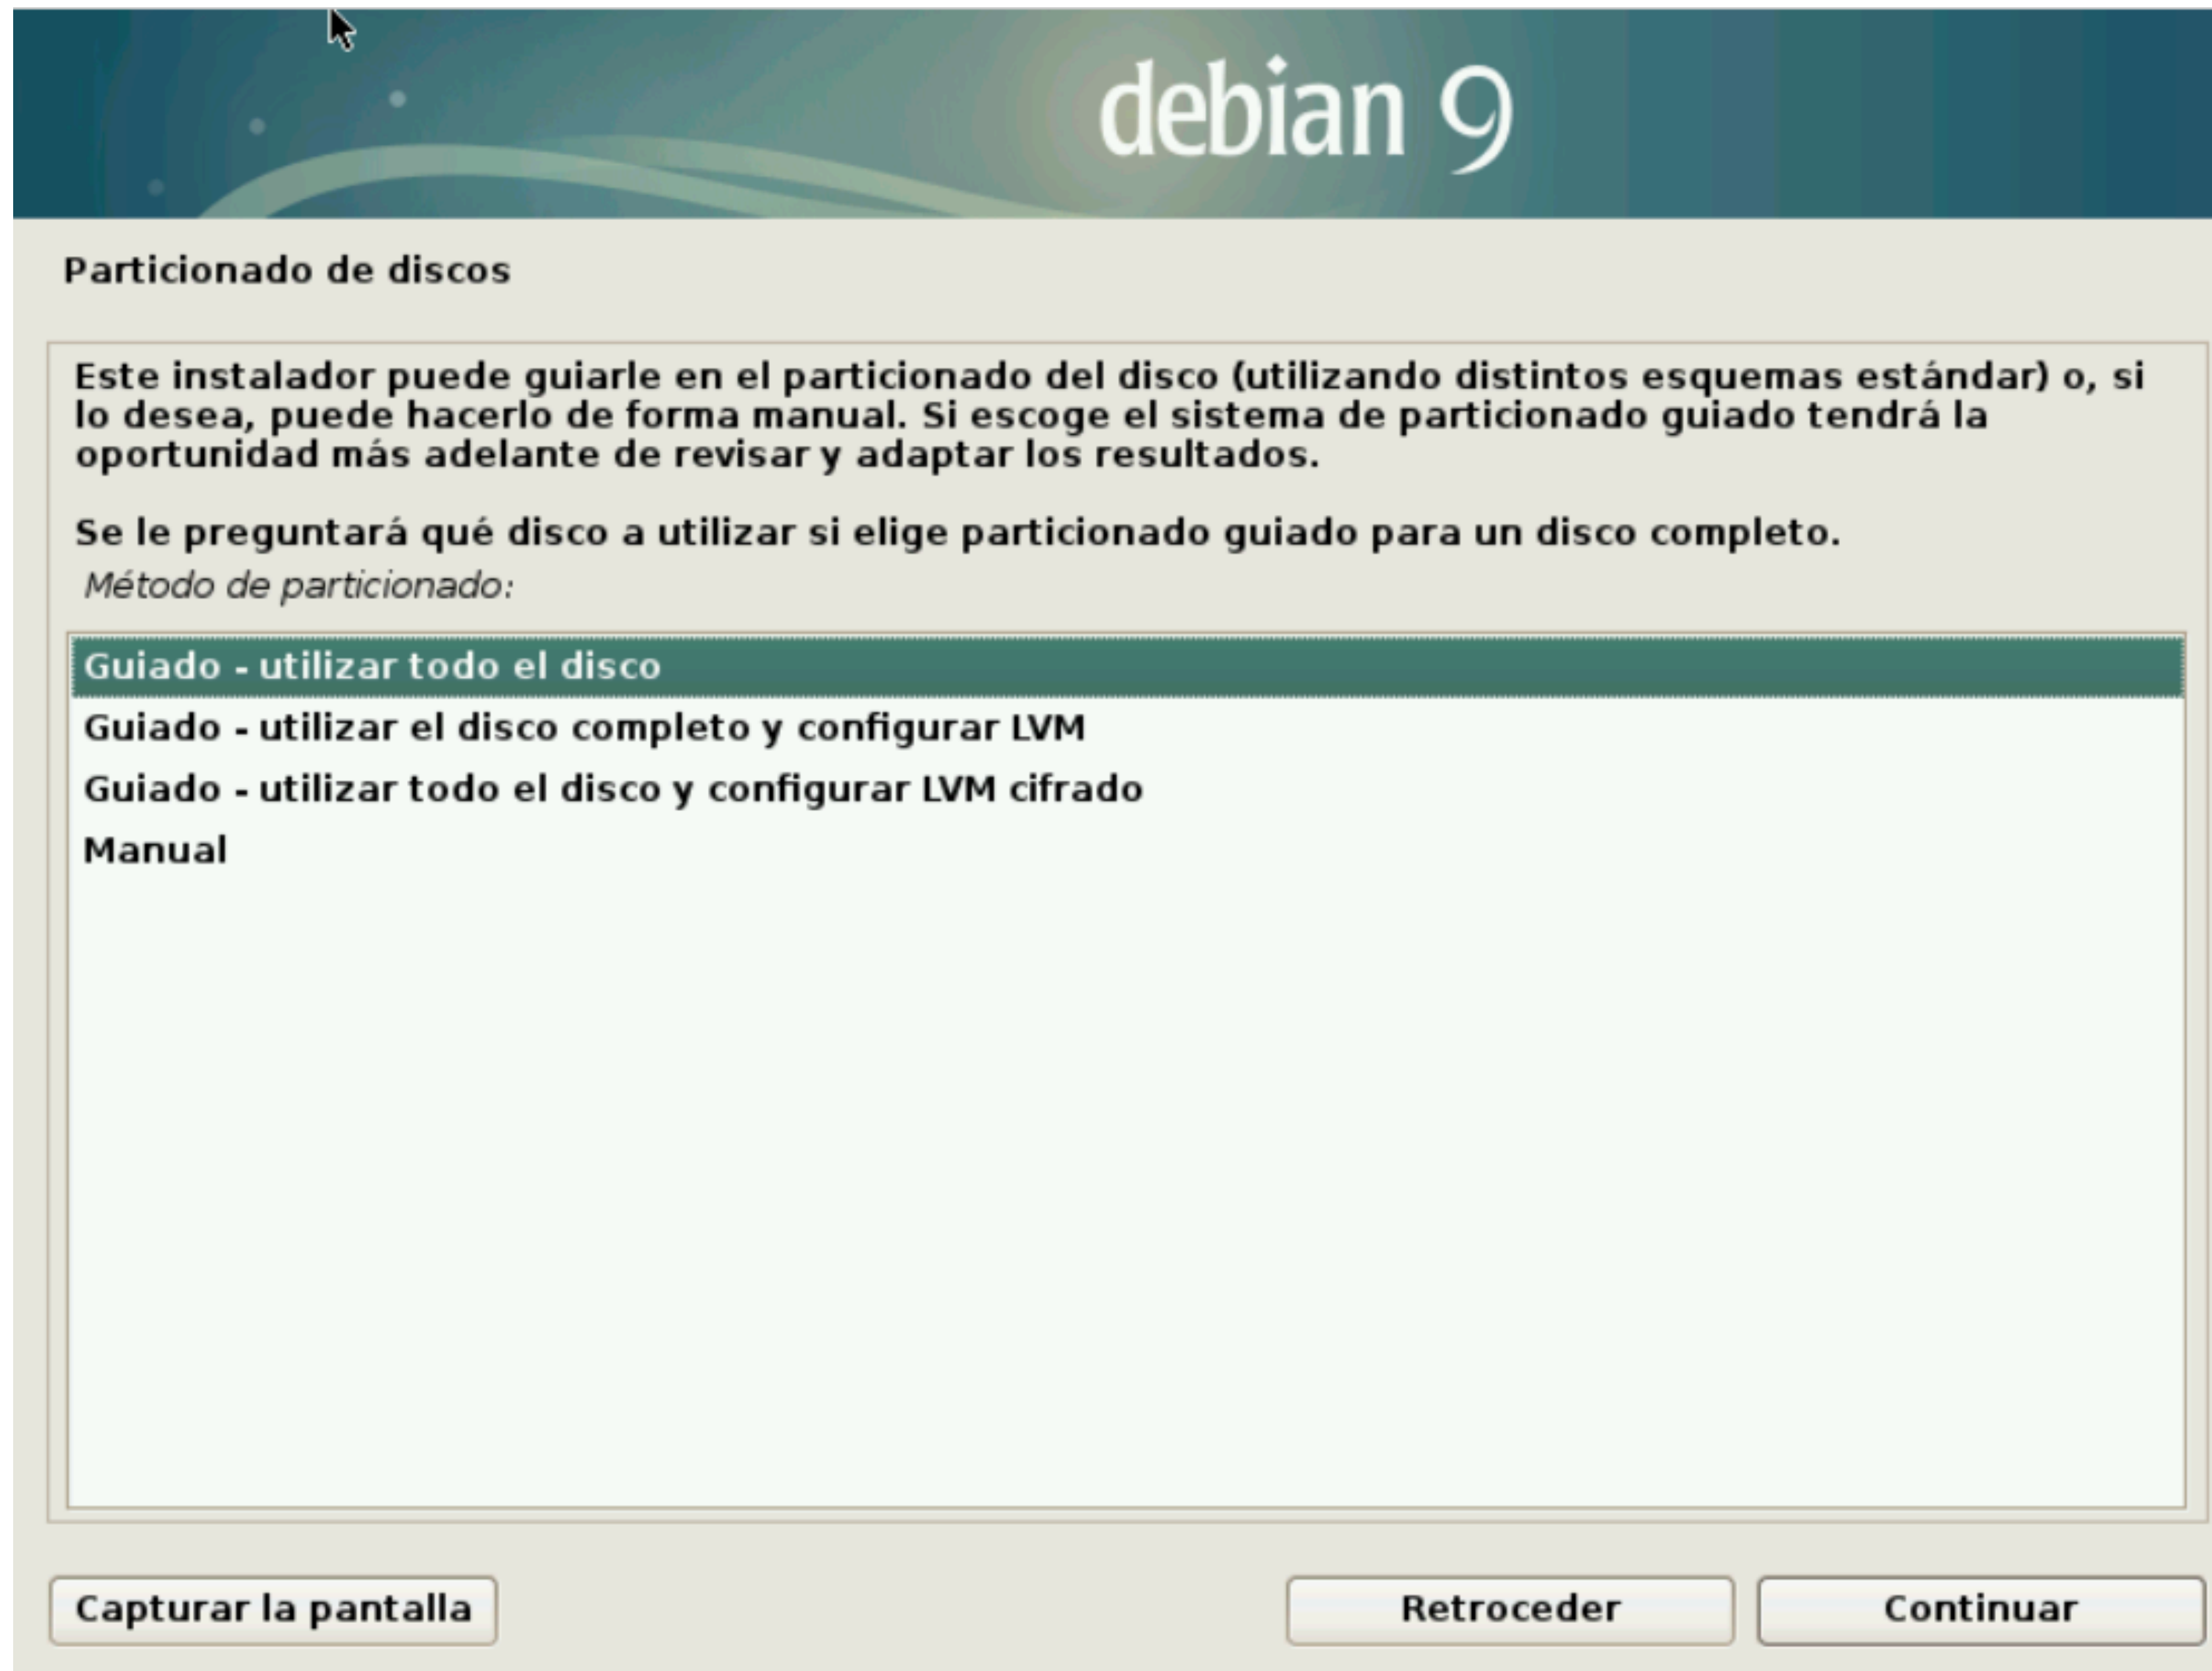 debian 9
Particionado de discos
Este instalador puede guiarle en el particionado del disco (utilizando distintos esquemas estándar) o, si
lo desea, puede hacerlo de forma manual. Si escoge el sistema de particionado guiado tendrá la
oportunidad más adelante de revisar y adaptar los resultados.
Se le preguntará qué disco a utilizar si elige particionado guiado para un disco completo.
Método de particionado:
Guiado - utilizar todo el disco
Guiado - utilizar el disco completo y configurar LVM
Guiado - utilizar todo el disco y configurar LVM cifrado
Manual
Capturar la pantalla
Retroceder
Continuar